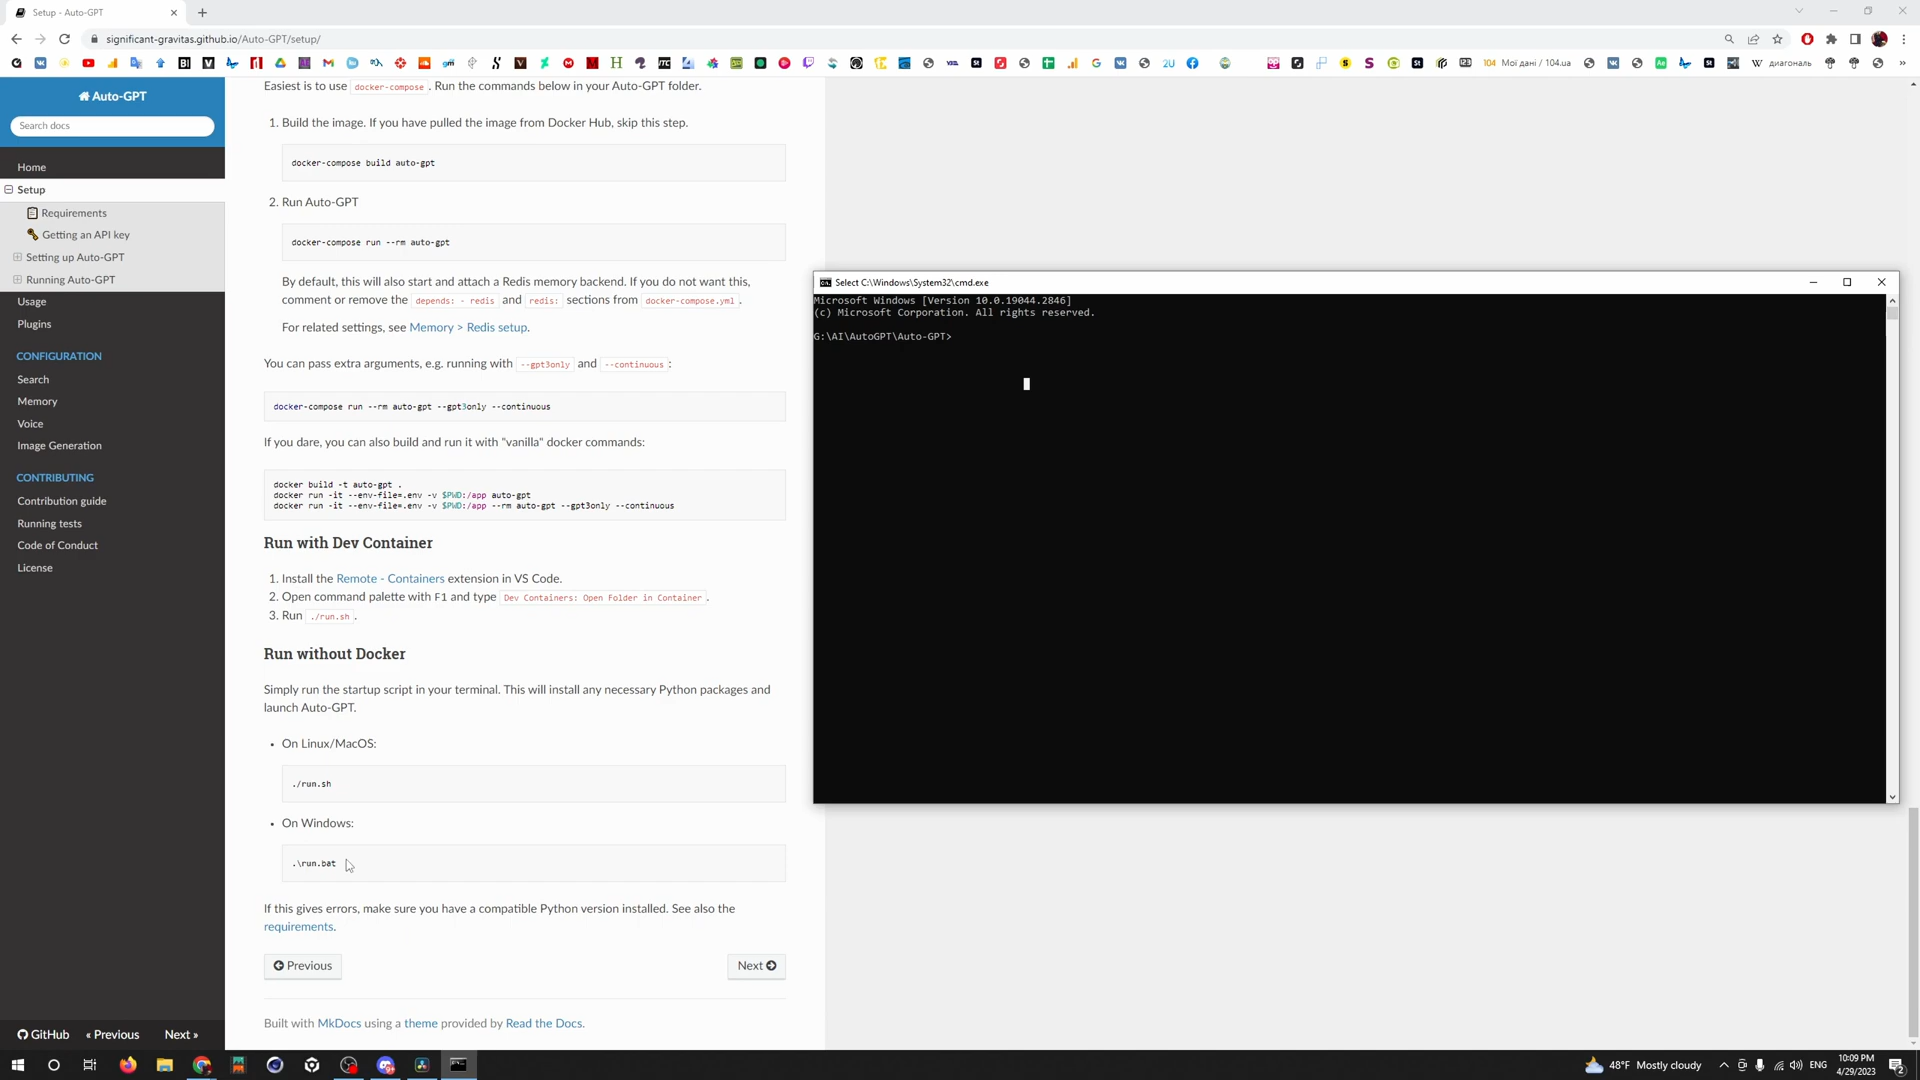 Setup - Auto-GPT
significant-gravitas.github.io/Auto-GPT/setup/
104 Мої дані / 104.ua
диагональ
Auto-GPT
Search docs
Home
Setup
Requirements
Getting an API key
Setting up Auto-GPT
Running Auto-GPT
Usage
Plugins
CONFIGURATION
Search
Memory
Voice
Image Generation
CONTRIBUTING
Contribution guide
Running tests
Code of Conduct
License
GitHub « Previous Next »
Easiest is to use docker-compose . Run the commands below in your Auto-GPT folder.
1. Build the image. If you have pulled the image from Docker Hub, skip this step.
docker-compose build auto-gpt
2. Run Auto-GPT
docker-compose run --rm auto-gpt
By default, this will also start and attach a Redis memory backend. If you do not want this,
comment or remove the depends: - redis and redis: sections from docker-compose.yml .
For related settings, see Memory > Redis setup.
You can pass extra arguments, e.g. running with --gpt3only and --continuous :
docker-compose run --rm auto-gpt --gpt3only --continuous
If you dare, you can also build and run it with "vanilla" docker commands:
docker build -t auto-gpt .
docker run -it --env-file=.env -v $PWD:/app auto-gpt
docker run -it --env-file=.env -v $PWD:/app --rm auto-gpt --gpt3only --continuous
Run with Dev Container
1. Install the Remote - Containers extension in VS Code.
2. Open command palette with F1 and type Dev Containers: Open Folder in Container .
3. Run ./run.sh .
Run without Docker
Simply run the startup script in your terminal. This will install any necessary Python packages and
launch Auto-GPT.
• On Linux/MacOS:
./run.sh
• On Windows:
.\run.bat
If this gives errors, make sure you have a compatible Python version installed. See also the
requirements.
Previous
Next
Built with MkDocs using a theme provided by Read the Docs.
Select C:\Windows\System32\cmd.exe
Microsoft Windows [Version 10.0.19044.2846]
(c) Microsoft Corporation. All rights reserved.
G:\AI\AutoGPT\Auto-GPT>
48°F Mostly cloudy
ENG
10:09 PM
4/29/2023